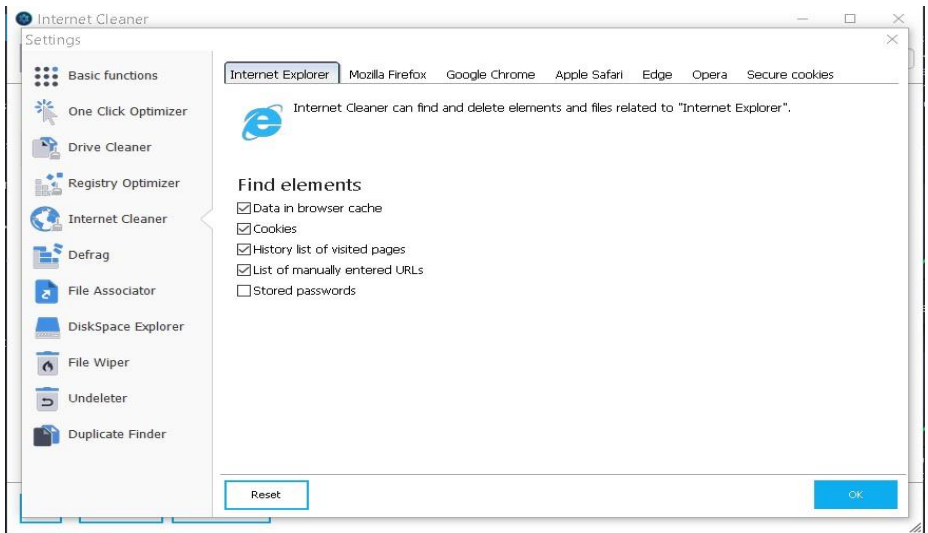 Internet Cleaner
Settings
Basic functions
One Click Optimizer
Drive Cleaner
Registry Optimizer
Internet Cleaner
Defrag
File Associator
DiskSpace Explorer
File Wiper
Undeleter
Duplicate Finder
Internet Explorer Mozilla Firefox Google Chrome Apple Safari Edge Opera Secure cookies
Internet Cleaner can find and delete elements and files related to "Internet Explorer".
Find elements
Data in browser cache
Cookies
History list of visited pages
List of manually entered URLs
Stored passwords
Reset OK